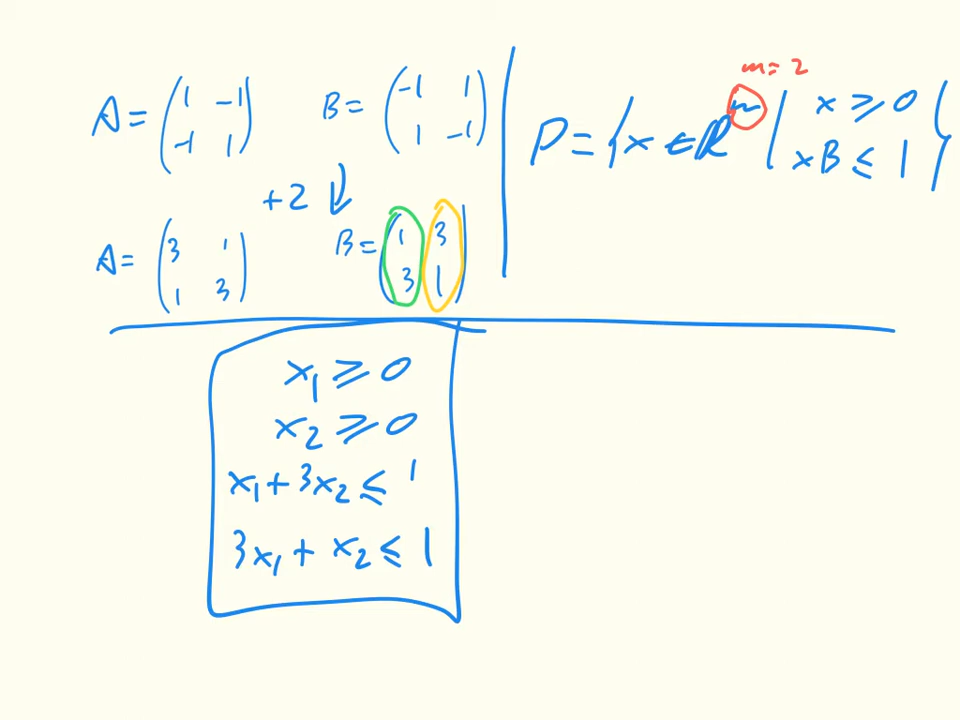 A = (1 -1
-1 1)
B = (-1 1
1 -1)
+2 ↓
A = (3 1
1 3)
B = (1 3
3 1)
m = 2
P = {x ∈ ℝ^m | x ≥ 0
xB ≤ 1}
x₁ ≥ 0
x₂ ≥ 0
x₁ + 3x₂ ≤ 1
3x₁ + x₂ ≤ 1